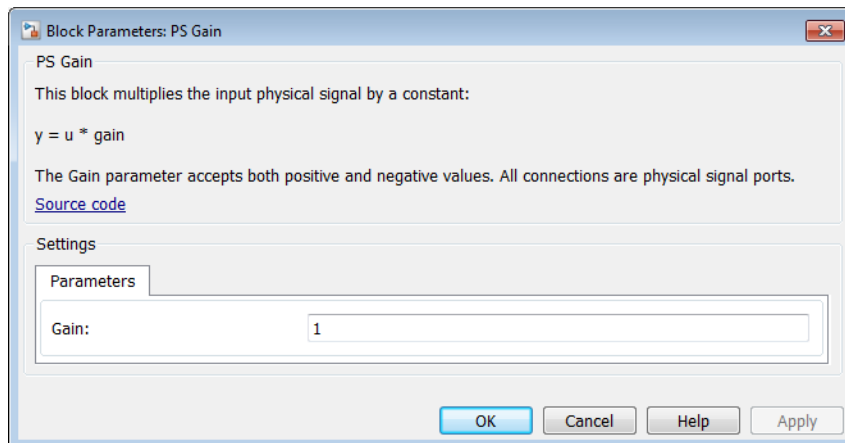 Block Parameters: PS Gain
PS Gain
This block multiplies the input physical signal by a constant:
y = u * gain
The Gain parameter accepts both positive and negative values. All connections are physical signal ports.
Source code
Settings
Parameters
Gain: 1
OK Cancel Help Apply